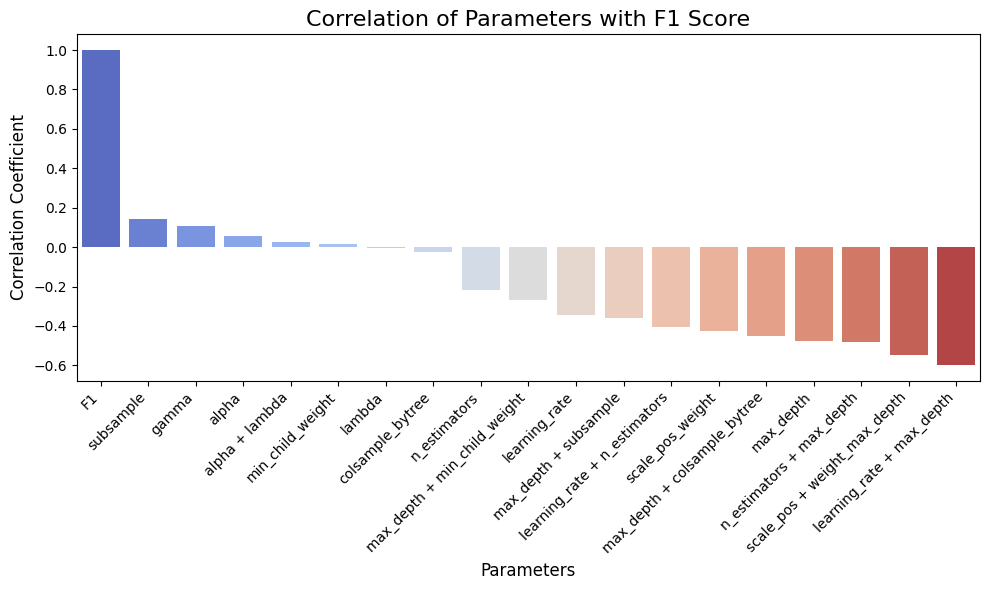 Correlation of Parameters with F1 Score
Correlation Coefficient
1.0
0.8
0.6
0.4
0.2
0.0
−0.2
−0.4
−0.6
F1
subsample
gamma
alpha
alpha + lambda
min_child_weight
lambda
colsample_bytree
n_estimators
max_depth + min_child_weight
learning_rate
max_depth + subsample
learning_rate + n_estimators
scale_pos_weight
max_depth + colsample_bytree
max_depth
n_estimators + max_depth
scale_pos + weight_max_depth
learning_rate + max_depth
Parameters